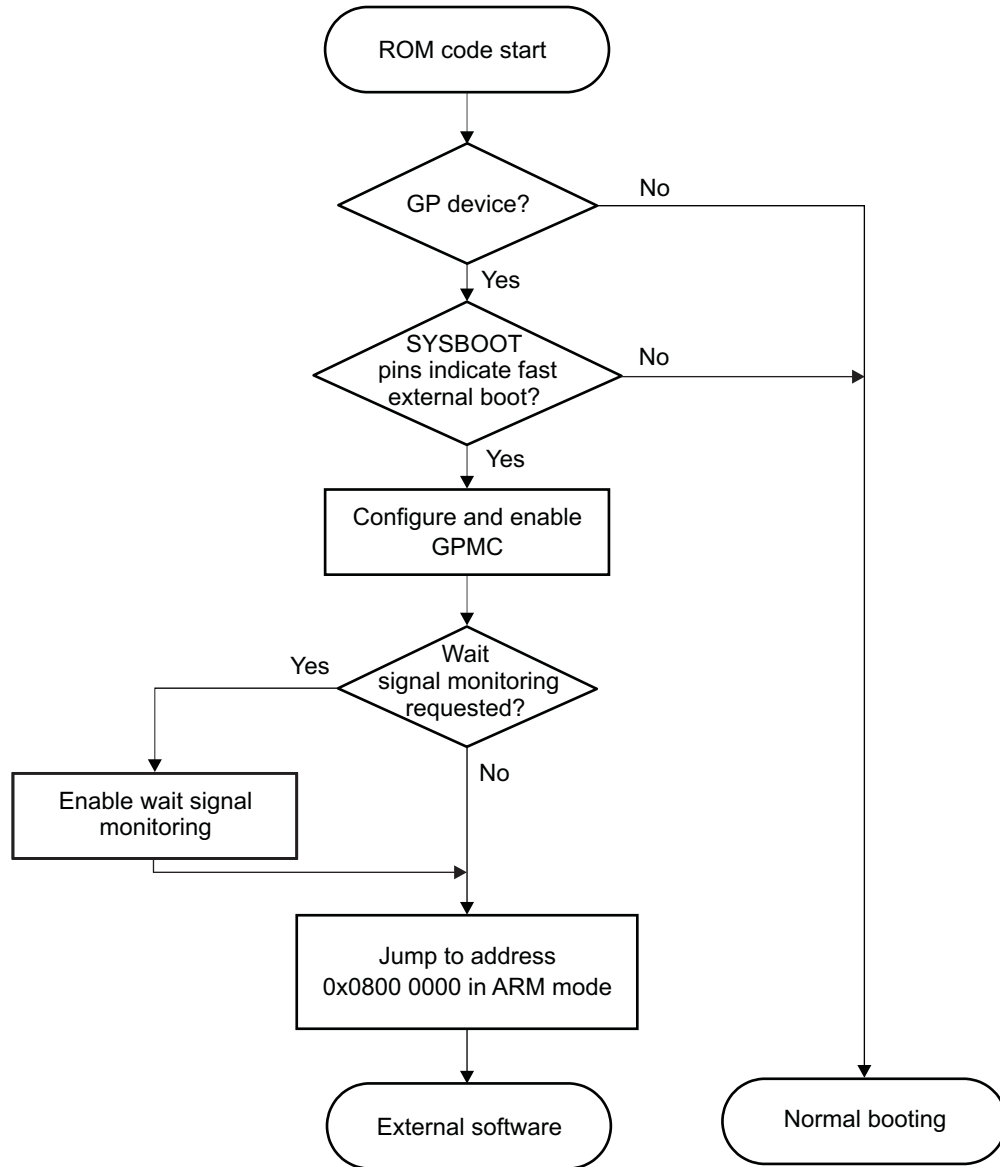 ROM code start
GP device?
No
Yes
SYSBOOT
pins indicate fast
external boot?
No
Yes
Configure and enable
GPMC
Wait
signal monitoring
requested?
Yes
No
Enable wait signal
monitoring
Jump to address
0x0800 0000 in ARM mode
External software
Normal booting